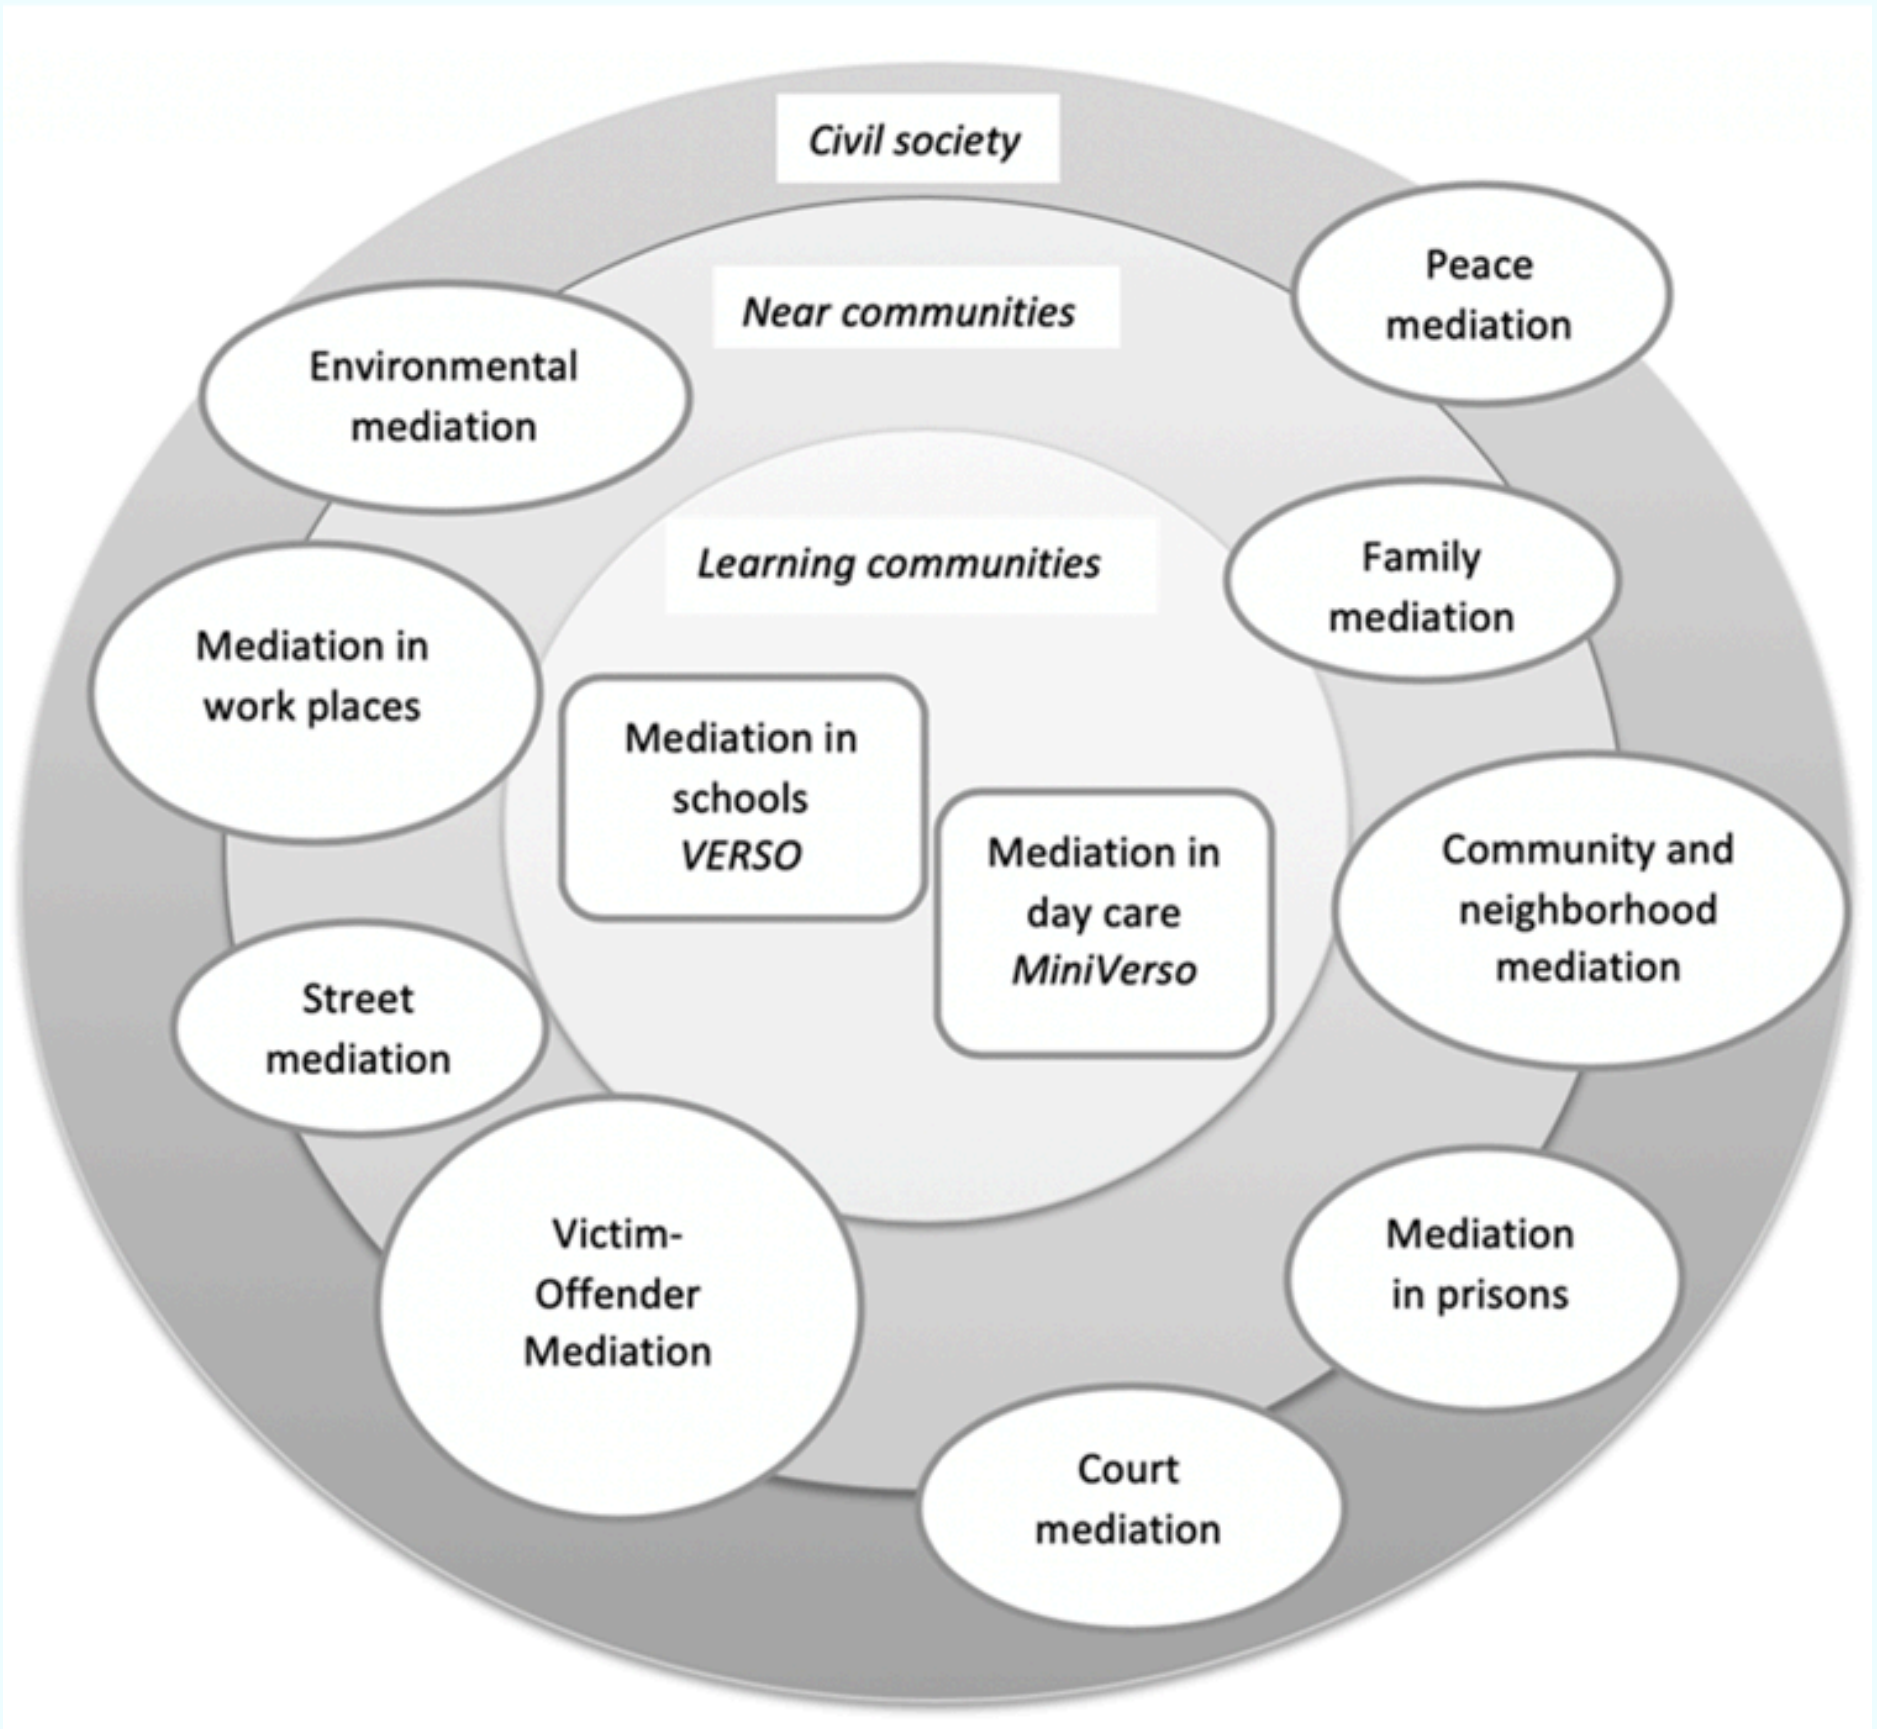 Civil society
Peace
mediation
Near communities
Environmental
mediation
Family
mediation
Learning communities
Mediation in
work places
Mediation in
schools
VERSO
Mediation in
day care
MiniVerso
Community and
neighborhood
mediation
Street
mediation
Victim-
Offender
Mediation
Mediation
in prisons
Court
mediation